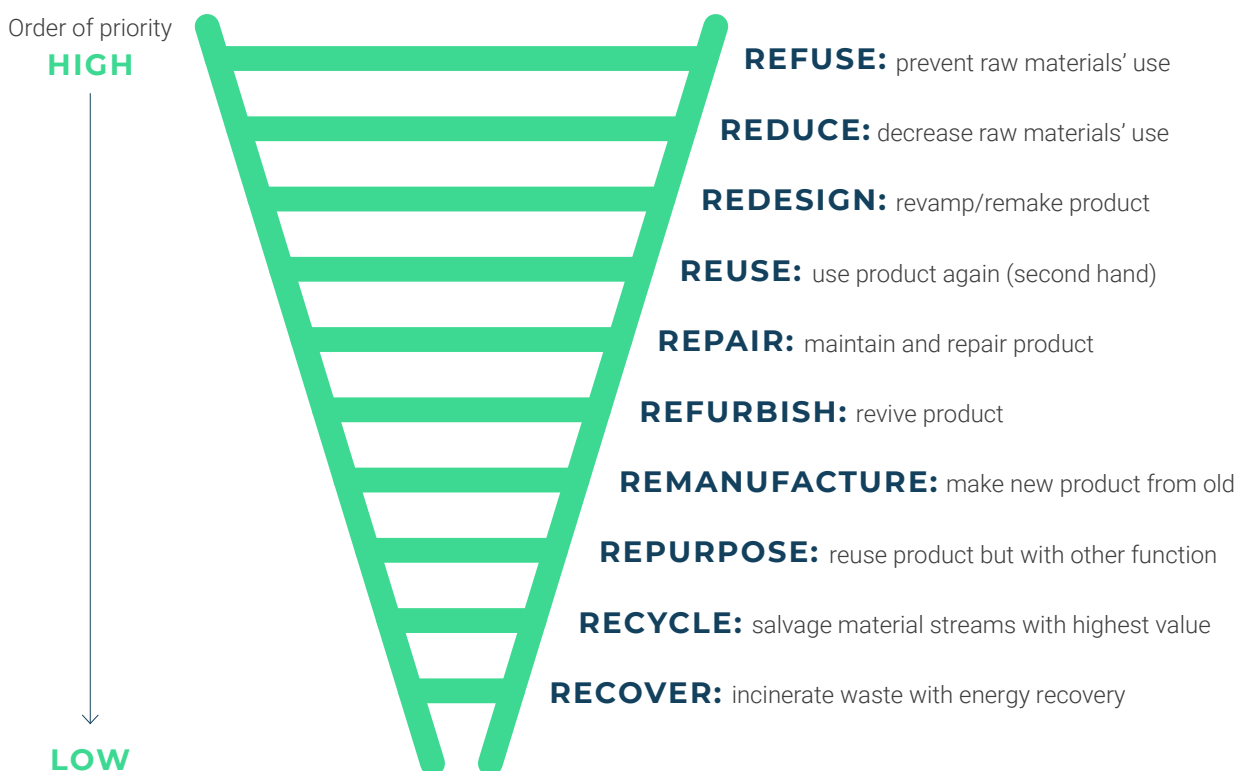 Order of priority
HIGH
REFUSE: prevent raw materials’ use
REDUCE: decrease raw materials’ use
REDESIGN: revamp/remake product
REUSE: use product again (second hand)
REPAIR: maintain and repair product
REFURBISH: revive product
REMANUFACTURE: make new product from old
REPURPOSE: reuse product but with other function
RECYCLE: salvage material streams with highest value
RECOVER: incinerate waste with energy recovery
LOW